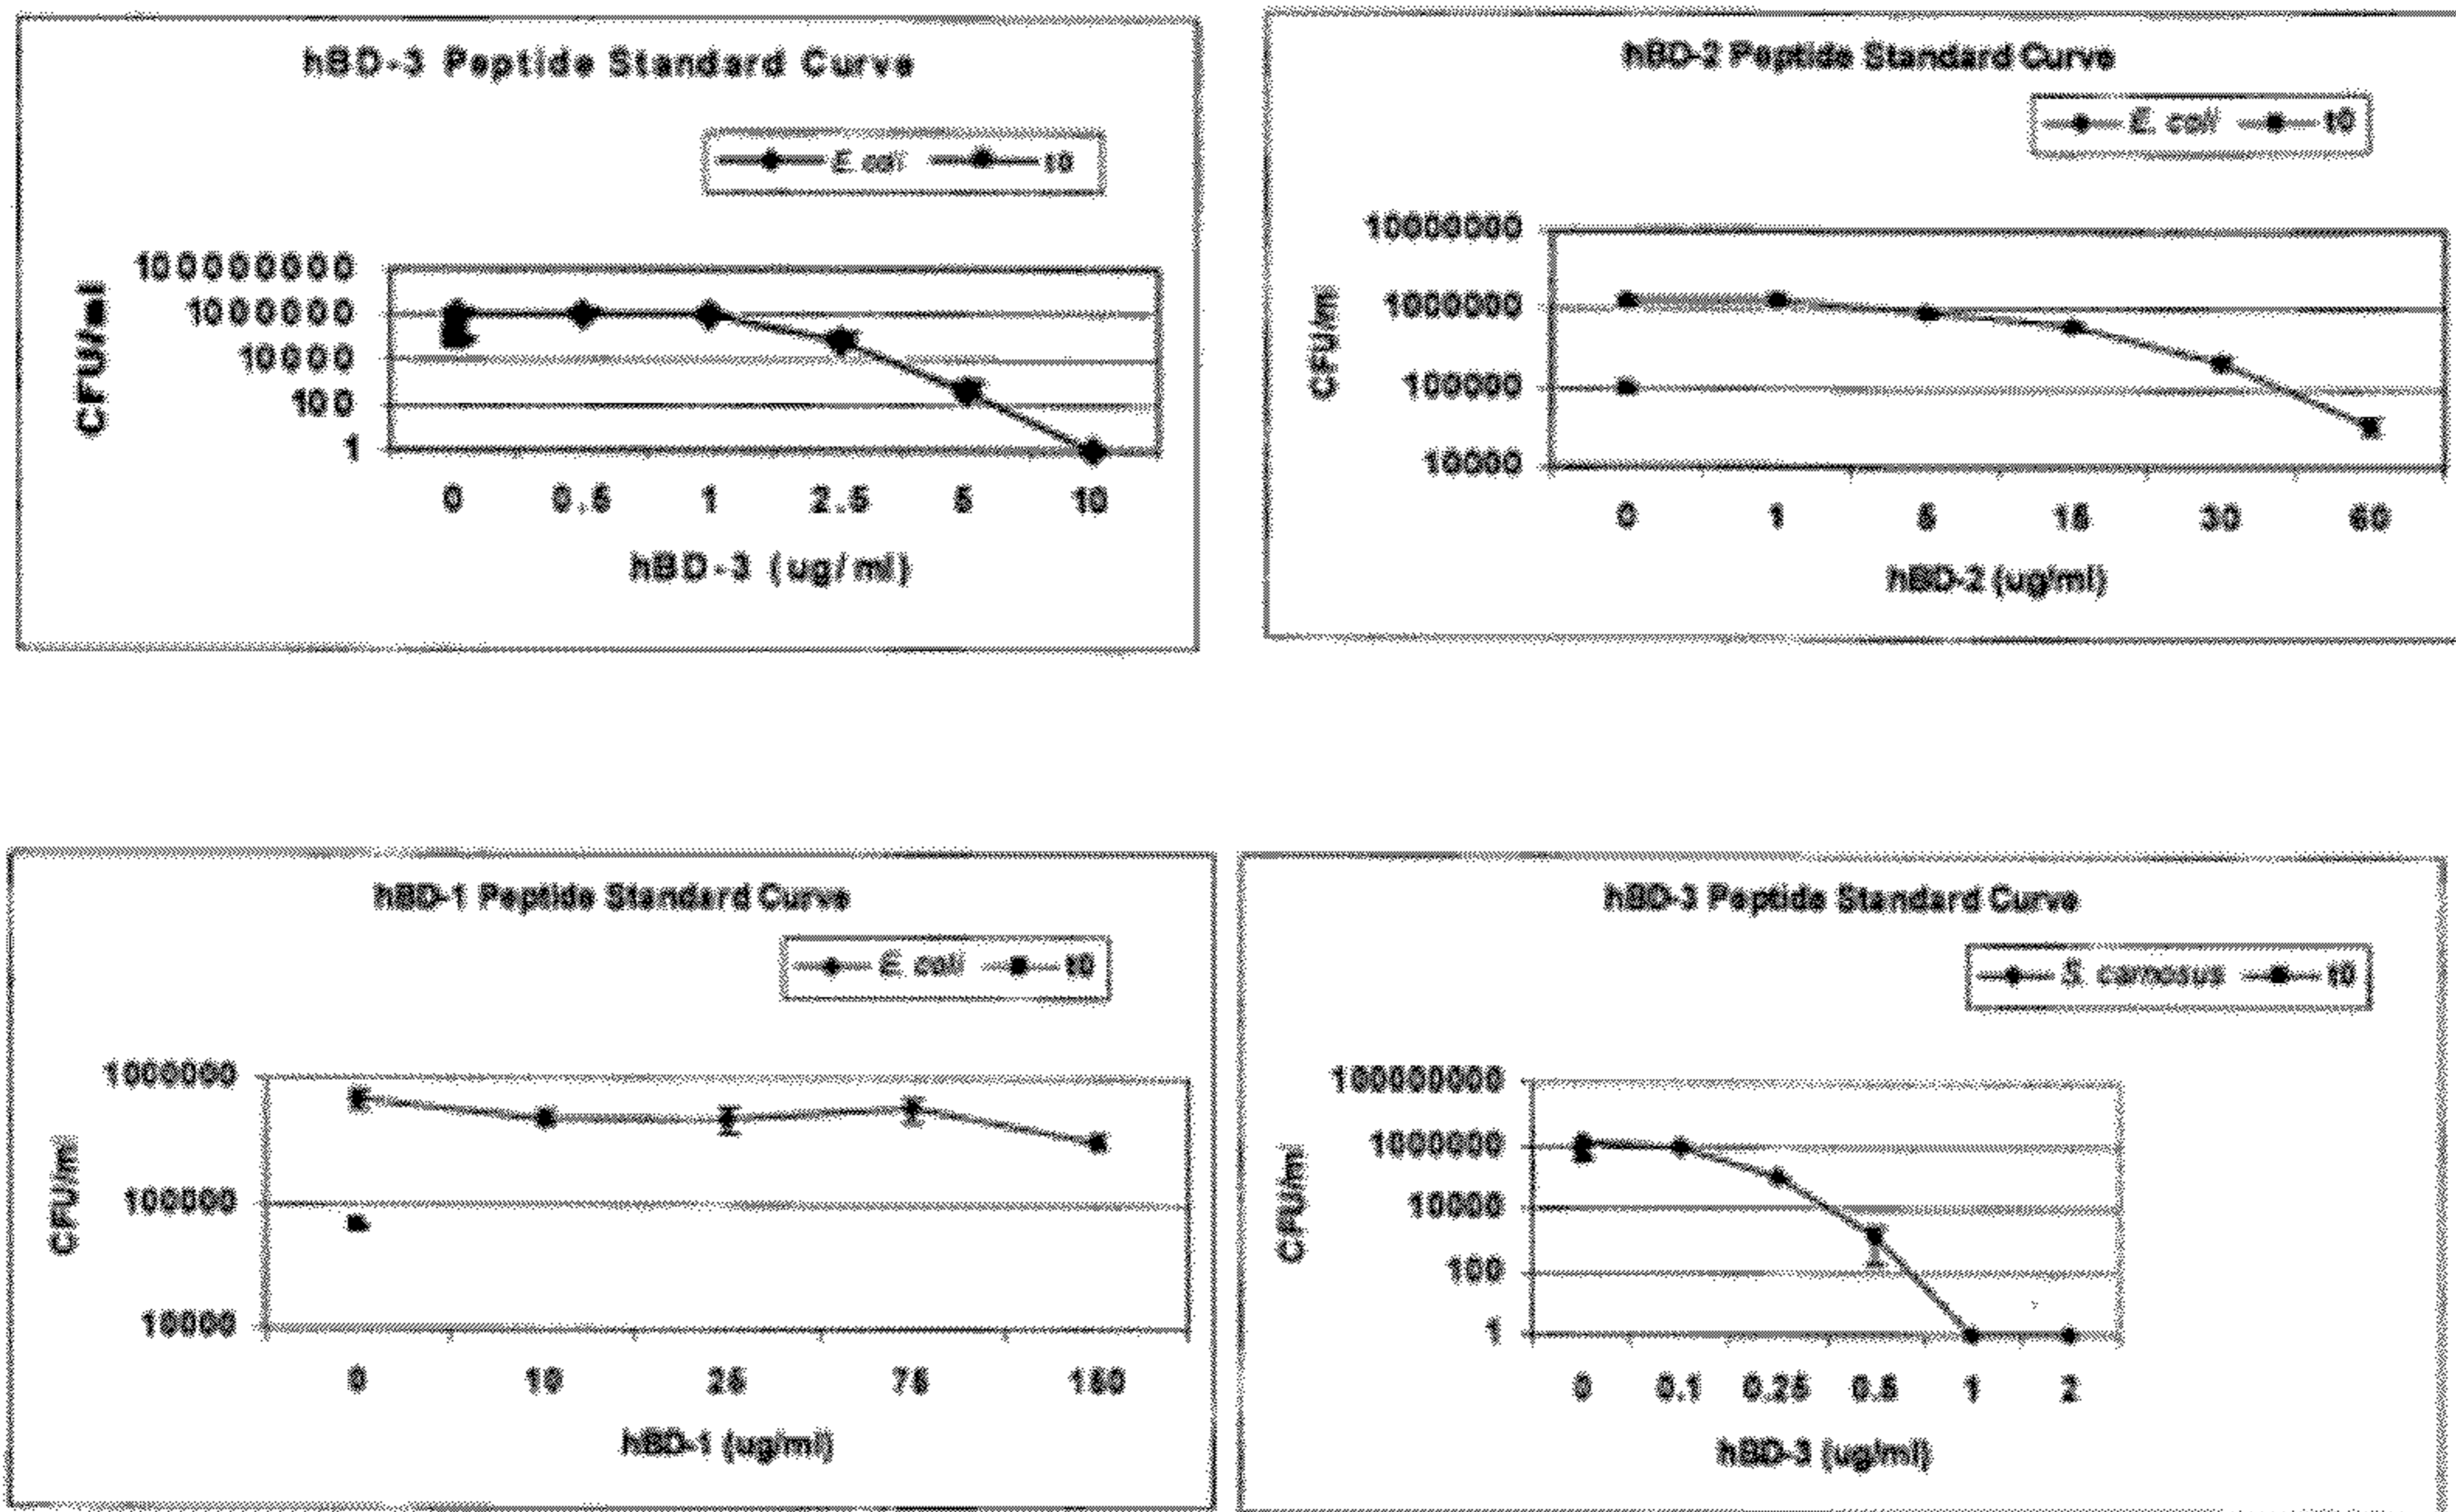 hBD-3 Peptide Standard Curve
E. coli t0
100000000
1000000
10000
100
1
CFU/ml
0 0.5 1 2.5 5 10
hBD-3 (ug/ml)
hBD-2 Peptide Standard Curve
E. coli t0
10000000
1000000
100000
10000
CFU/m
0 1 5 15 30 60
hBD-2 (ug/ml)
hBD-1 Peptide Standard Curve
E. coli t0
1000000
100000
10000
CFU/m
0 10 25 75 150
hBD-1 (ug/ml)
hBD-3 Peptide Standard Curve
S. carnosus t0
100000000
1000000
10000
100
1
CFU/m
0 0.1 0.25 0.5 1 2
hBD-3 (ug/ml)